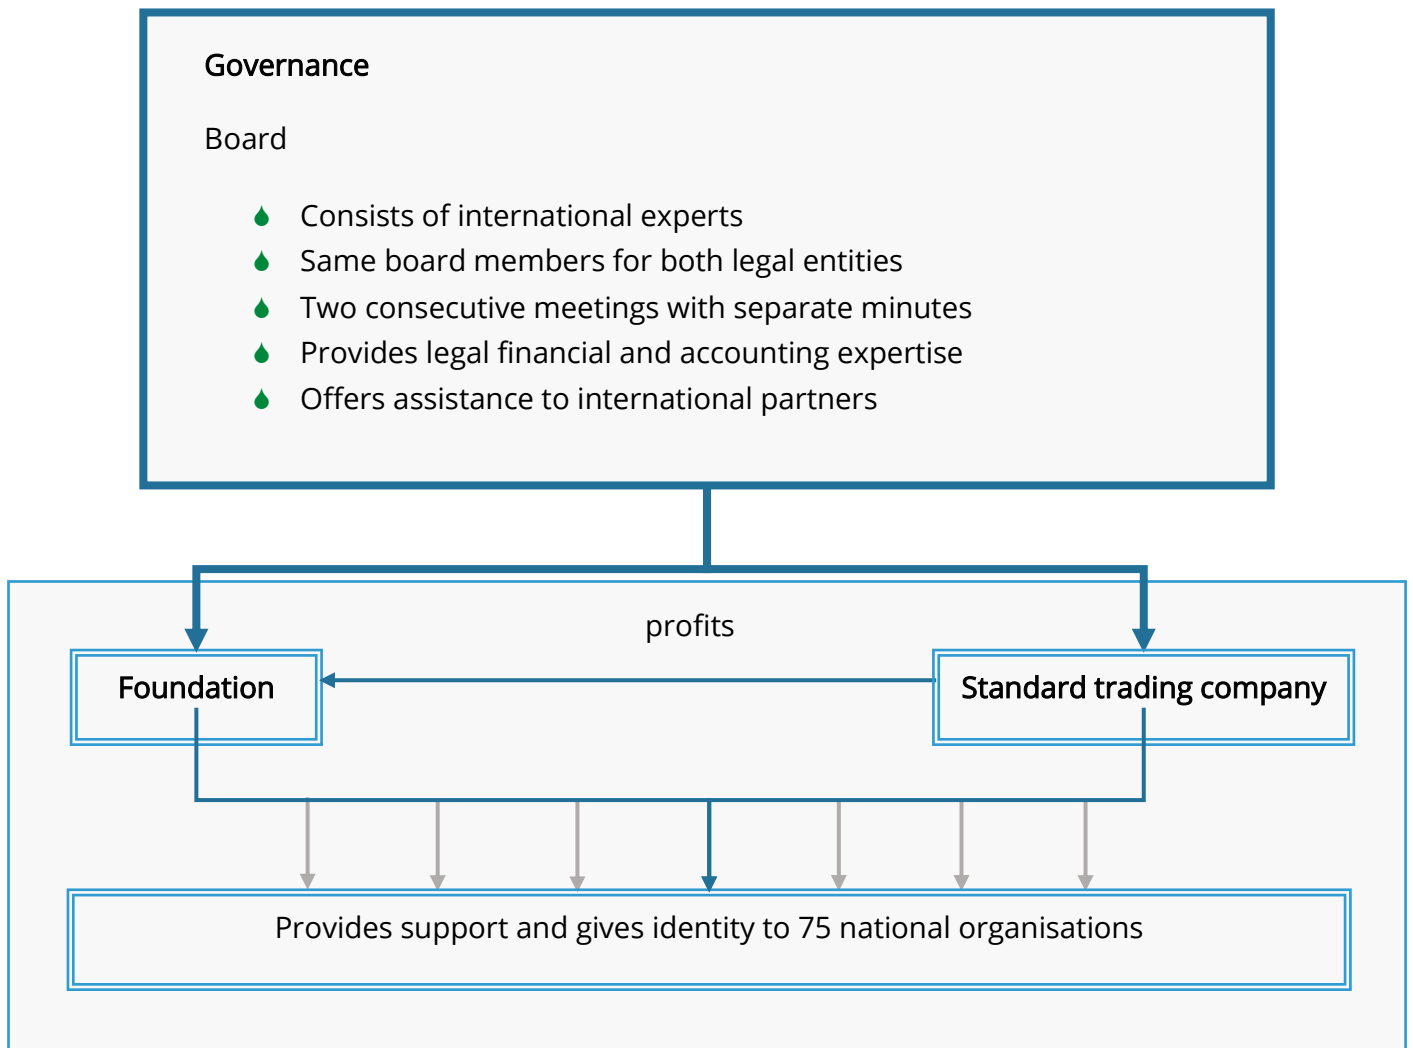 Governance
Board
Consists of international experts
Same board members for both legal entities
Two consecutive meetings with separate minutes
Provides legal financial and accounting expertise
Offers assistance to international partners
profits
Foundation
Standard trading company
Provides support and gives identity to 75 national organisations